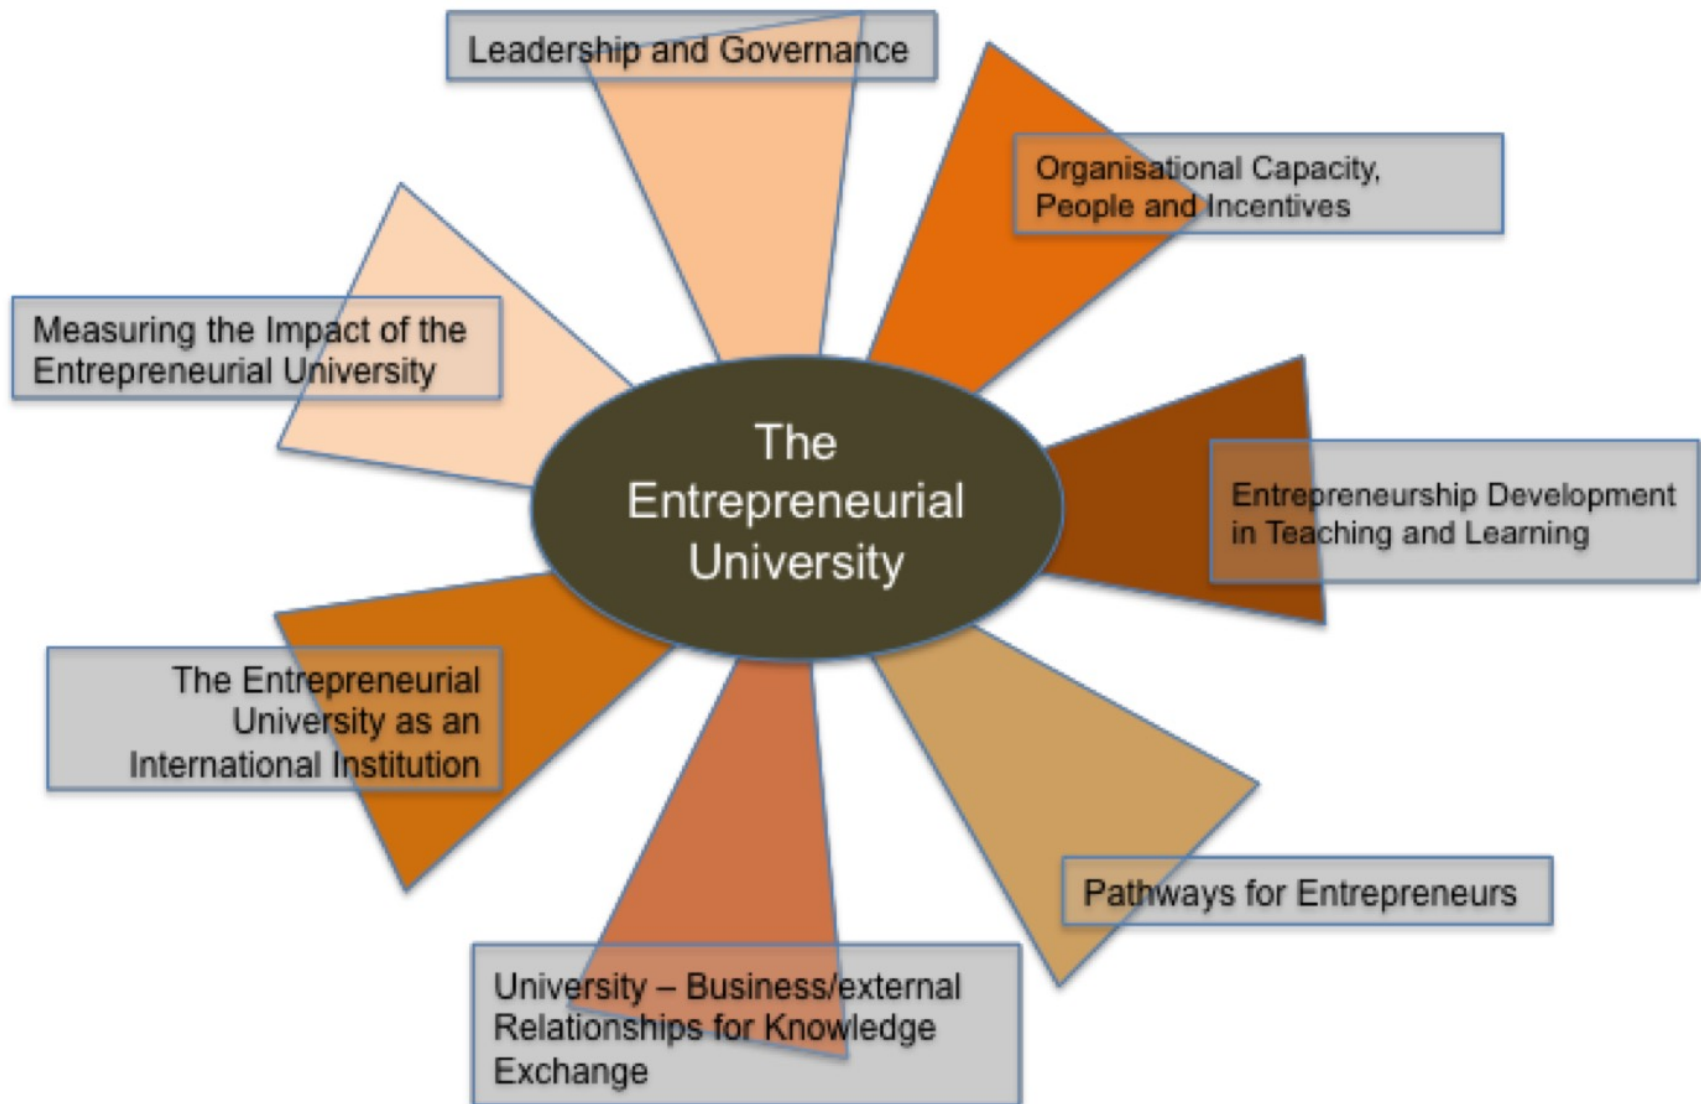 Leadership and Governance
Organisational Capacity,
People and Incentives
Measuring the Impact of the
Entrepreneurial University
The
Entrepreneurial
University
Entrepreneurship Development
in Teaching and Learning
The Entrepreneurial
University as an
International Institution
Pathways for Entrepreneurs
University – Business/external
Relationships for Knowledge
Exchange